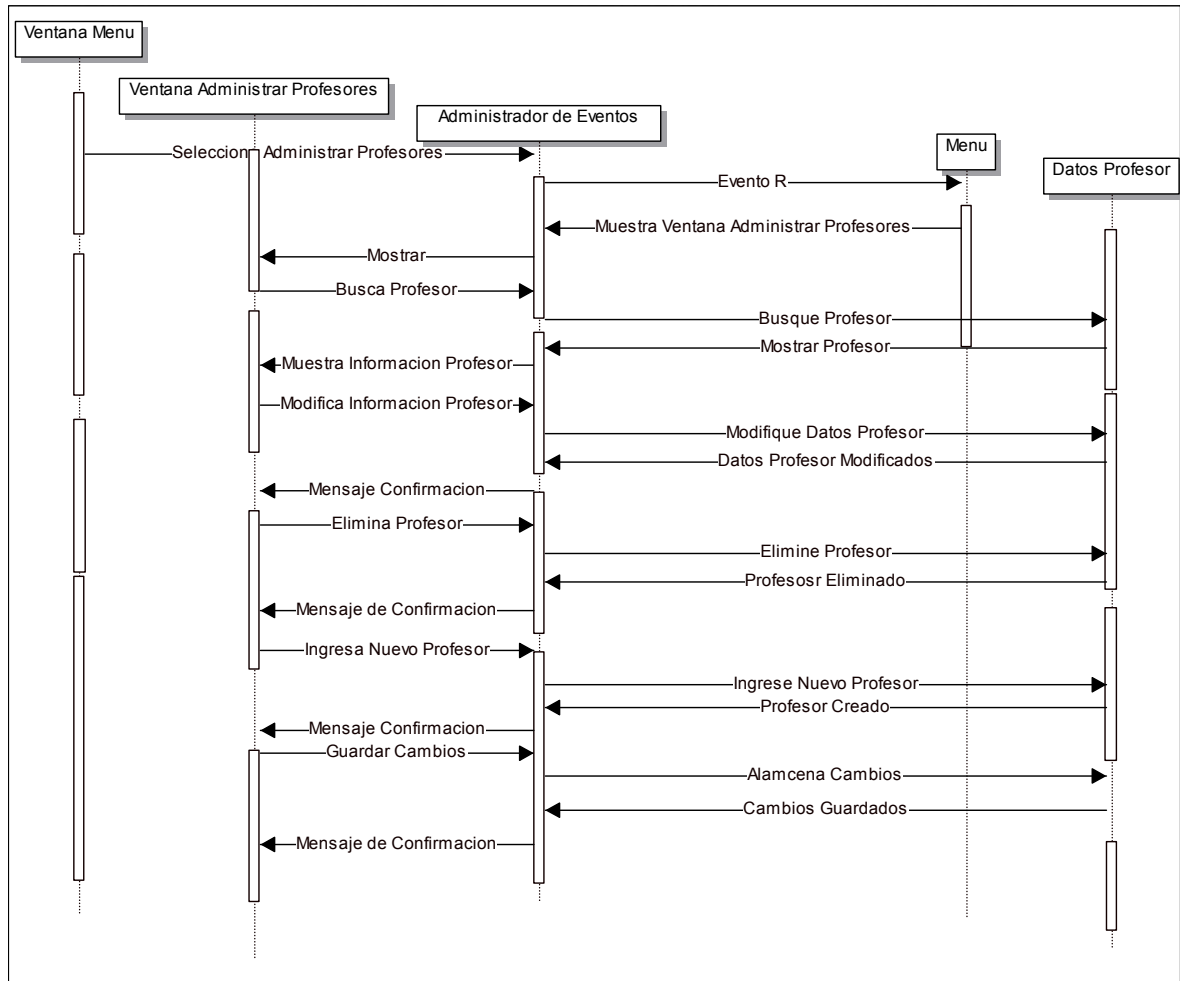 Ventana Menu
Ventana Administrar Profesores
Administrador de Eventos
Menu
Datos Profesor
Selecciona Administrar Profesores
Evento R
Muestra Ventana Administrar Profesores
Mostrar
Busca Profesor
Busque Profesor
Mostrar Profesor
Muestra Informacion Profesor
Modifica Informacion Profesor
Modifique Datos Profesor
Datos Profesor Modificados
Mensaje Confirmacion
Elimina Profesor
Elimine Profesor
Profesosr Eliminado
Mensaje de Confirmacion
Ingresa Nuevo Profesor
Ingrese Nuevo Profesor
Profesor Creado
Mensaje Confirmacion
Guardar Cambios
Alamcena Cambios
Cambios Guardados
Mensaje de Confirmacion